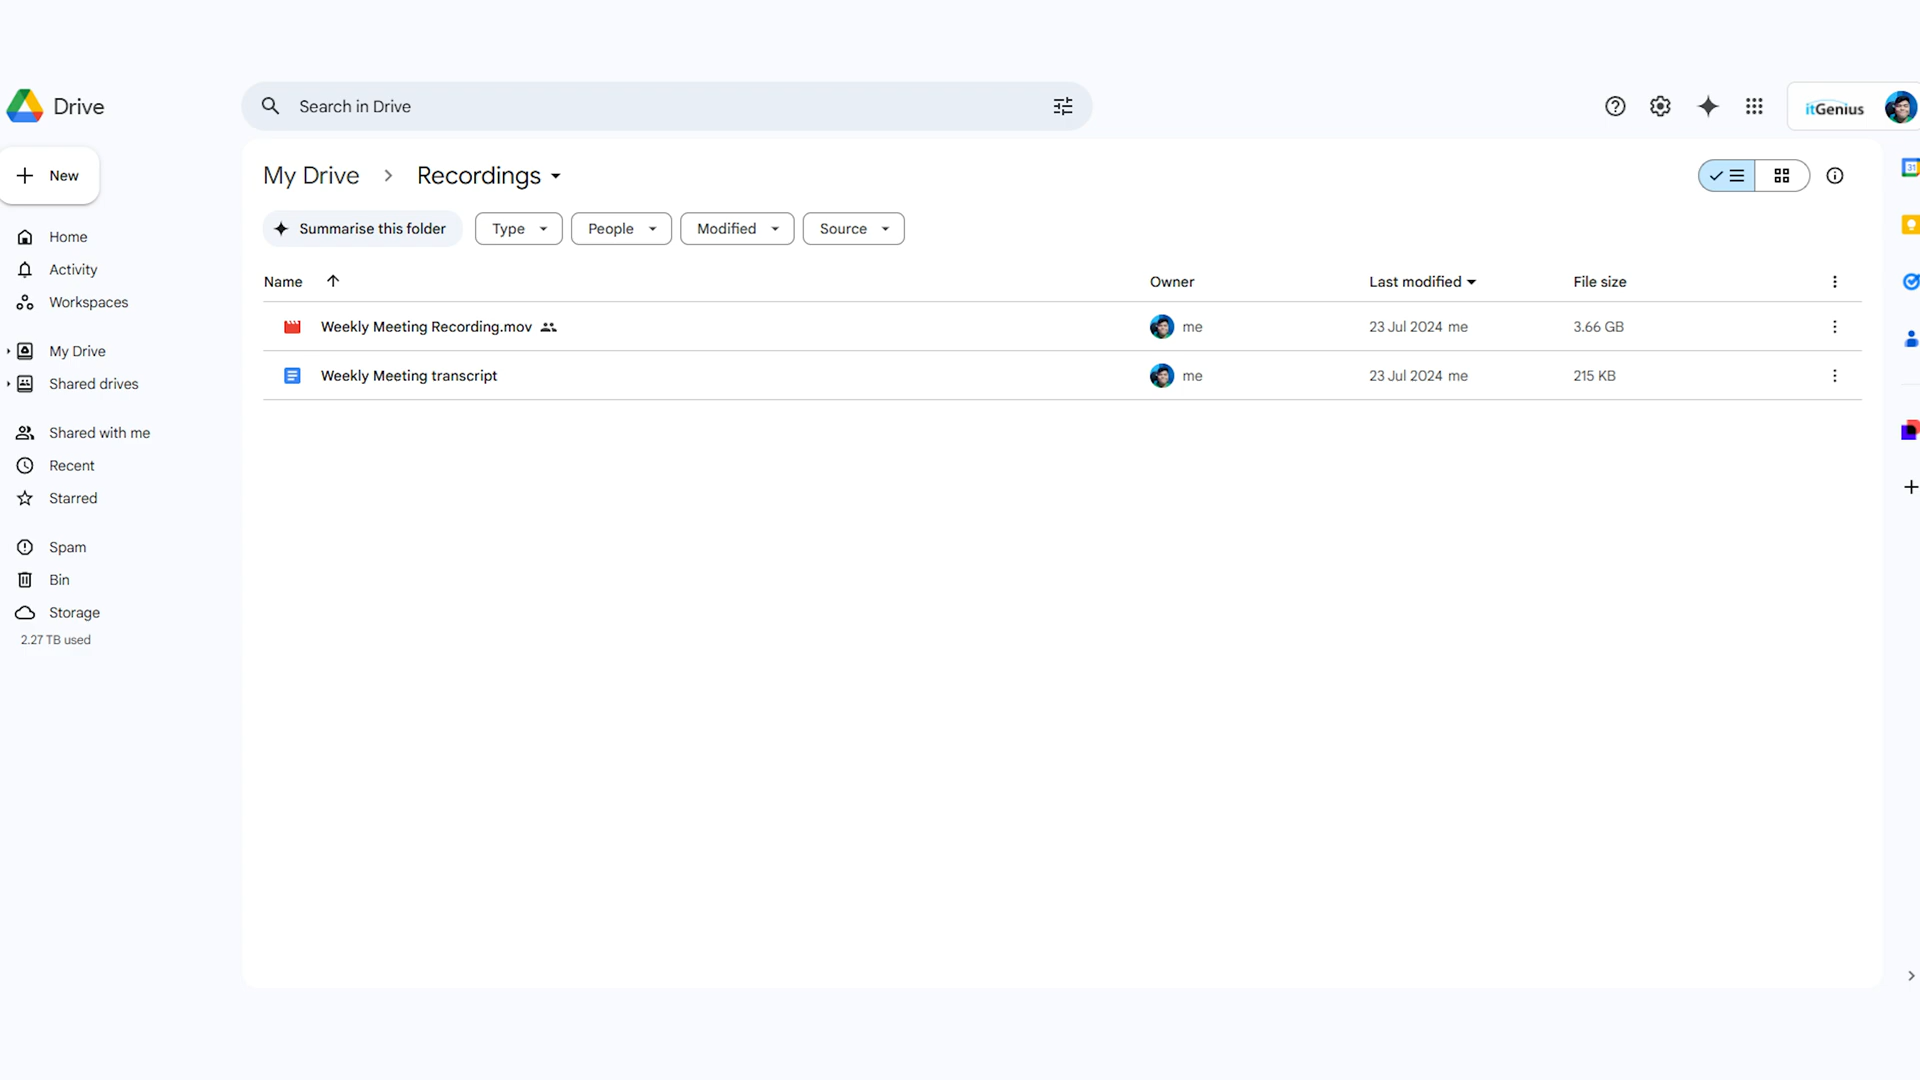 Drive
Search in Drive
itGenius
New
My Drive > Recordings
Summarise this folder
Type
People
Modified
Source
Home
Activity
Workspaces
My Drive
Shared drives
Shared with me
Recent
Starred
Spam
Bin
Storage
2.27 TB used
Name Owner Last modified File size
Weekly Meeting Recording.mov me 23 Jul 2024 me 3.66 GB
Weekly Meeting transcript me 23 Jul 2024 me 215 KB
31